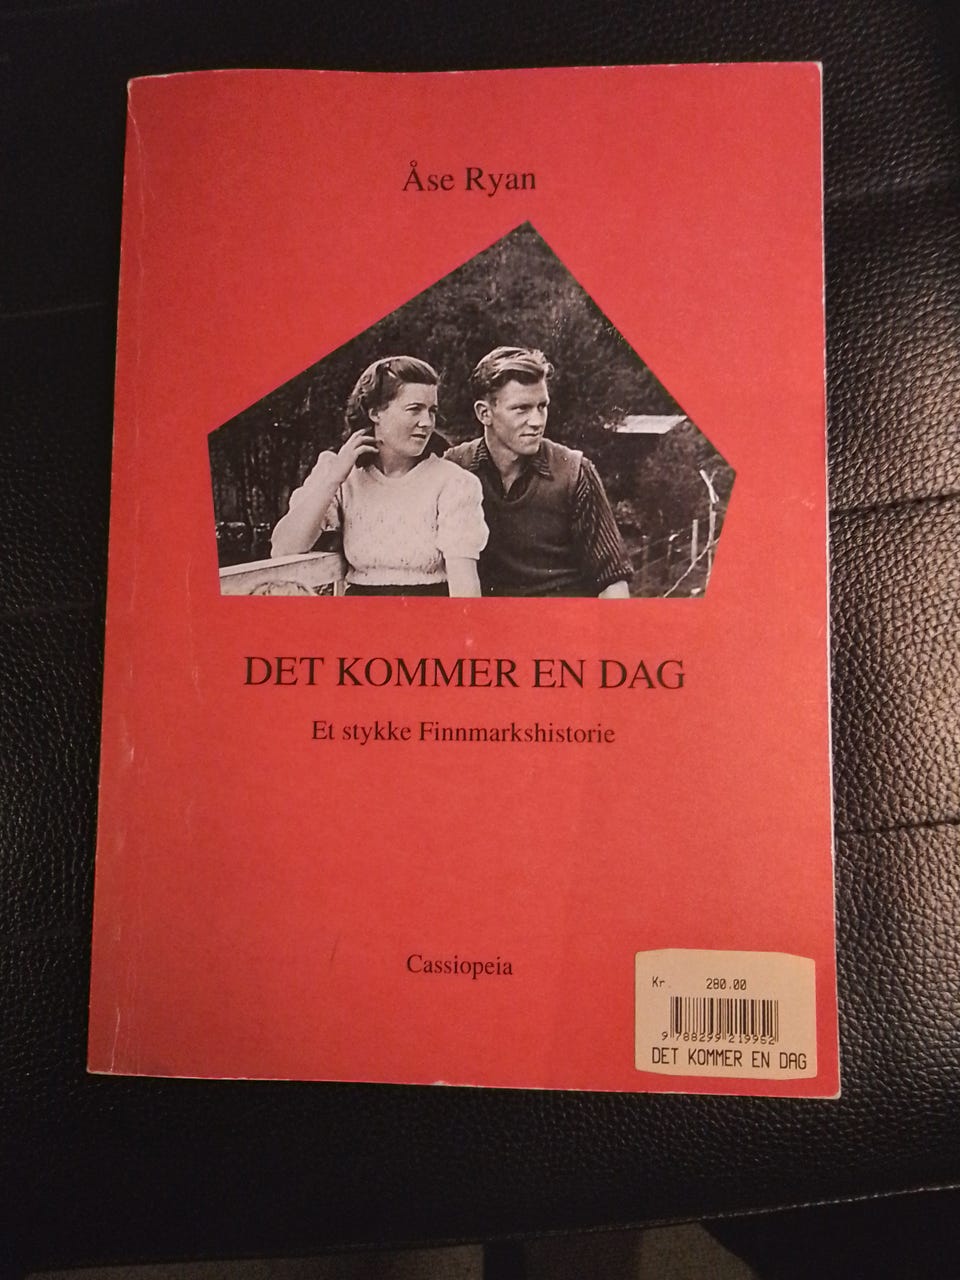 Åse Ryan
DET KOMMER EN DAG
Et stykke Finnmarkshistorie
Cassiopeia
Kr. 280.00
9 788299 219952
DET KOMMER EN DAG